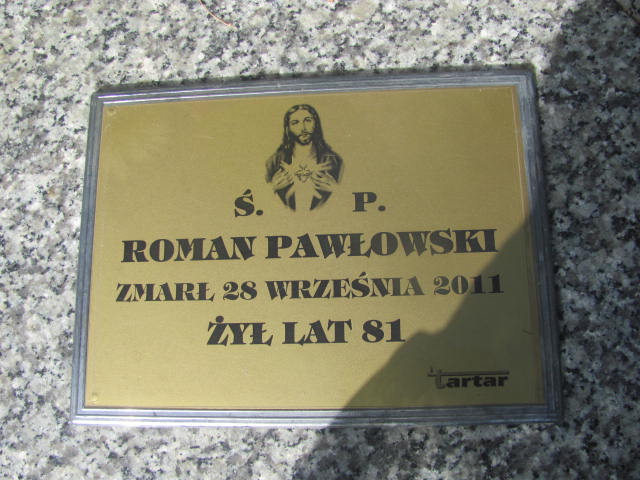 Ś. P.
ROMAN PAWŁOWSKI
ZMARŁ 28 WRZEŚNIA 2011
ŻYŁ LAT 81
tartar